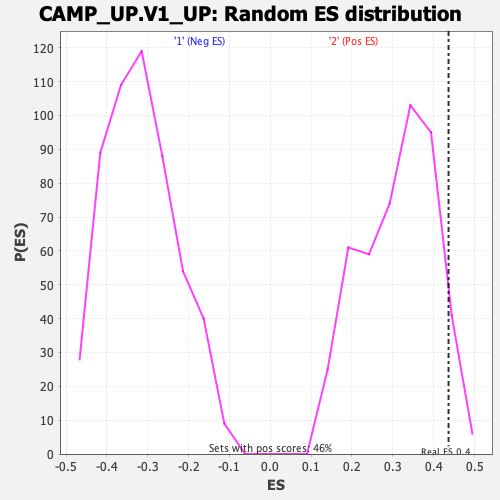 CAMP_UP.V1_UP: Random ES distribution
'1' (Neg ES) '2' (Pos ES)
120
110
100
90
80
70
60
50
40
30
20
10
0
P(ES)
Sets with pos scores: 46%
Real ES 0.4
-0.5 -0.4 -0.3 -0.2 -0.1 0.0 0.1 0.2 0.3 0.4 0.5
ES